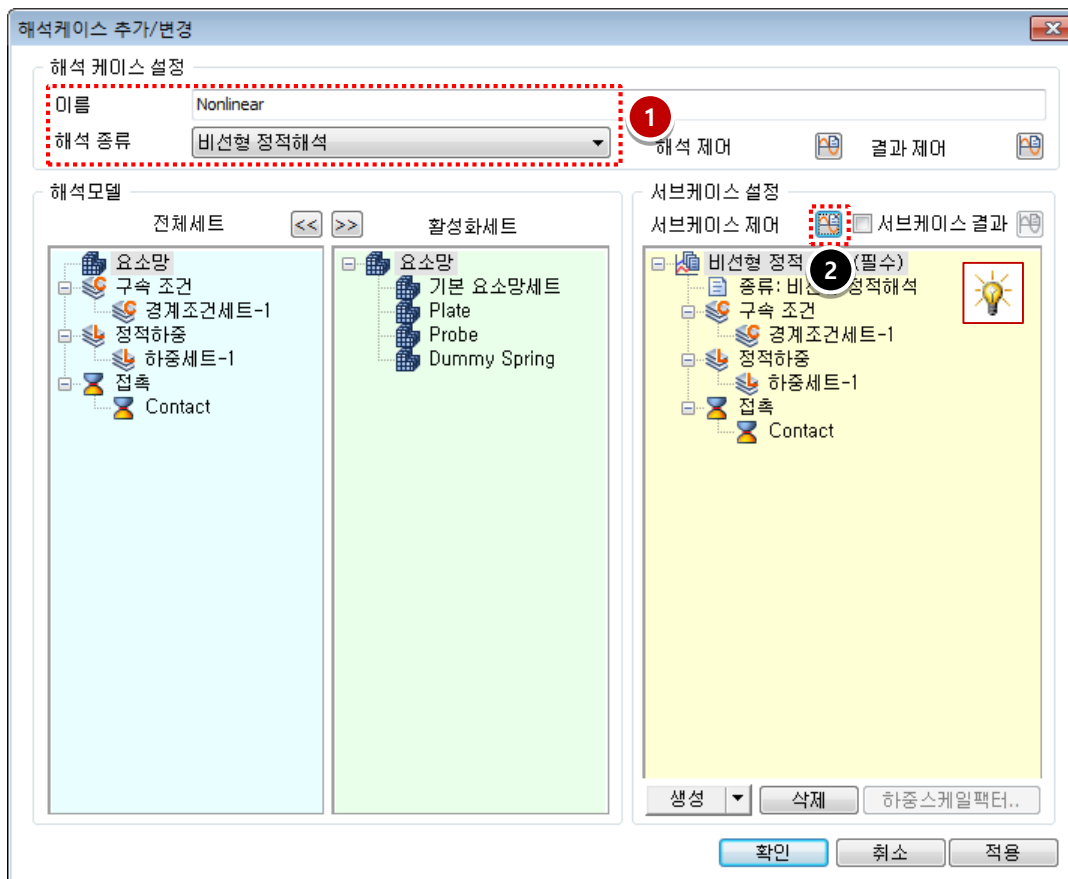 해석케이스 추가/변경
해석 케이스 설정
이름 Nonlinear
1
해석 종류 비선형 정적해석 해석 제어 결과 제어
해석모델
전체세트 << >> 활성화세트
요소망
구속 조건
경계조건세트-1
정적하중
하중세트-1
접촉
Contact
요소망
기본 요소망세트
Plate
Probe
Dummy Spring
서브케이스 설정
서브케이스 제어 서브케이스 결과
2
비선형 정적 (필수)
종류: 비선 정적해석
구속 조건
경계조건세트-1
정적하중
하중세트-1
접촉
Contact
생성 삭제 하중스케일팩터..
확인 취소 적용